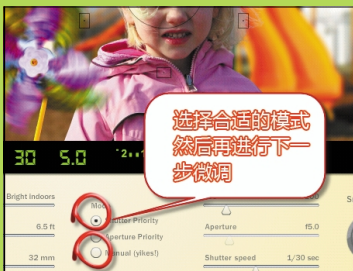 选择合适的模式
然后再进行下一
步微调
30 5.0
Bright indoors
Shutter Priority
6.5 ft
Aperture Priority
Aperture f5.0
Manual (yikes!)
32 mm
Shutter speed 1/30 sec